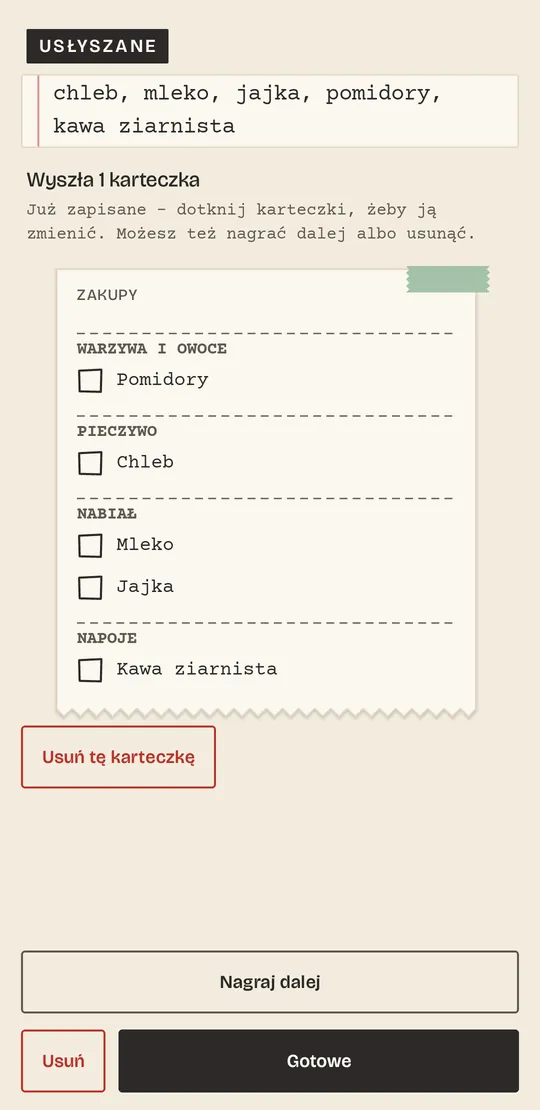 USŁYSZANE
chleb, mleko, jajka, pomidory,
kawa ziarnista
Wyszła 1 karteczka
Już zapisane – dotknij karteczki, żeby ją
zmienić. Możesz też nagrać dalej albo usunąć.
ZAKUPY
WARZYWA I OWOCE
Pomidory
PIECZYWO
Chleb
NABIAŁ
Mleko
Jajka
NAPOJE
Kawa ziarnista
Usuń tę karteczkę
Nagraj dalej
Usuń
Gotowe